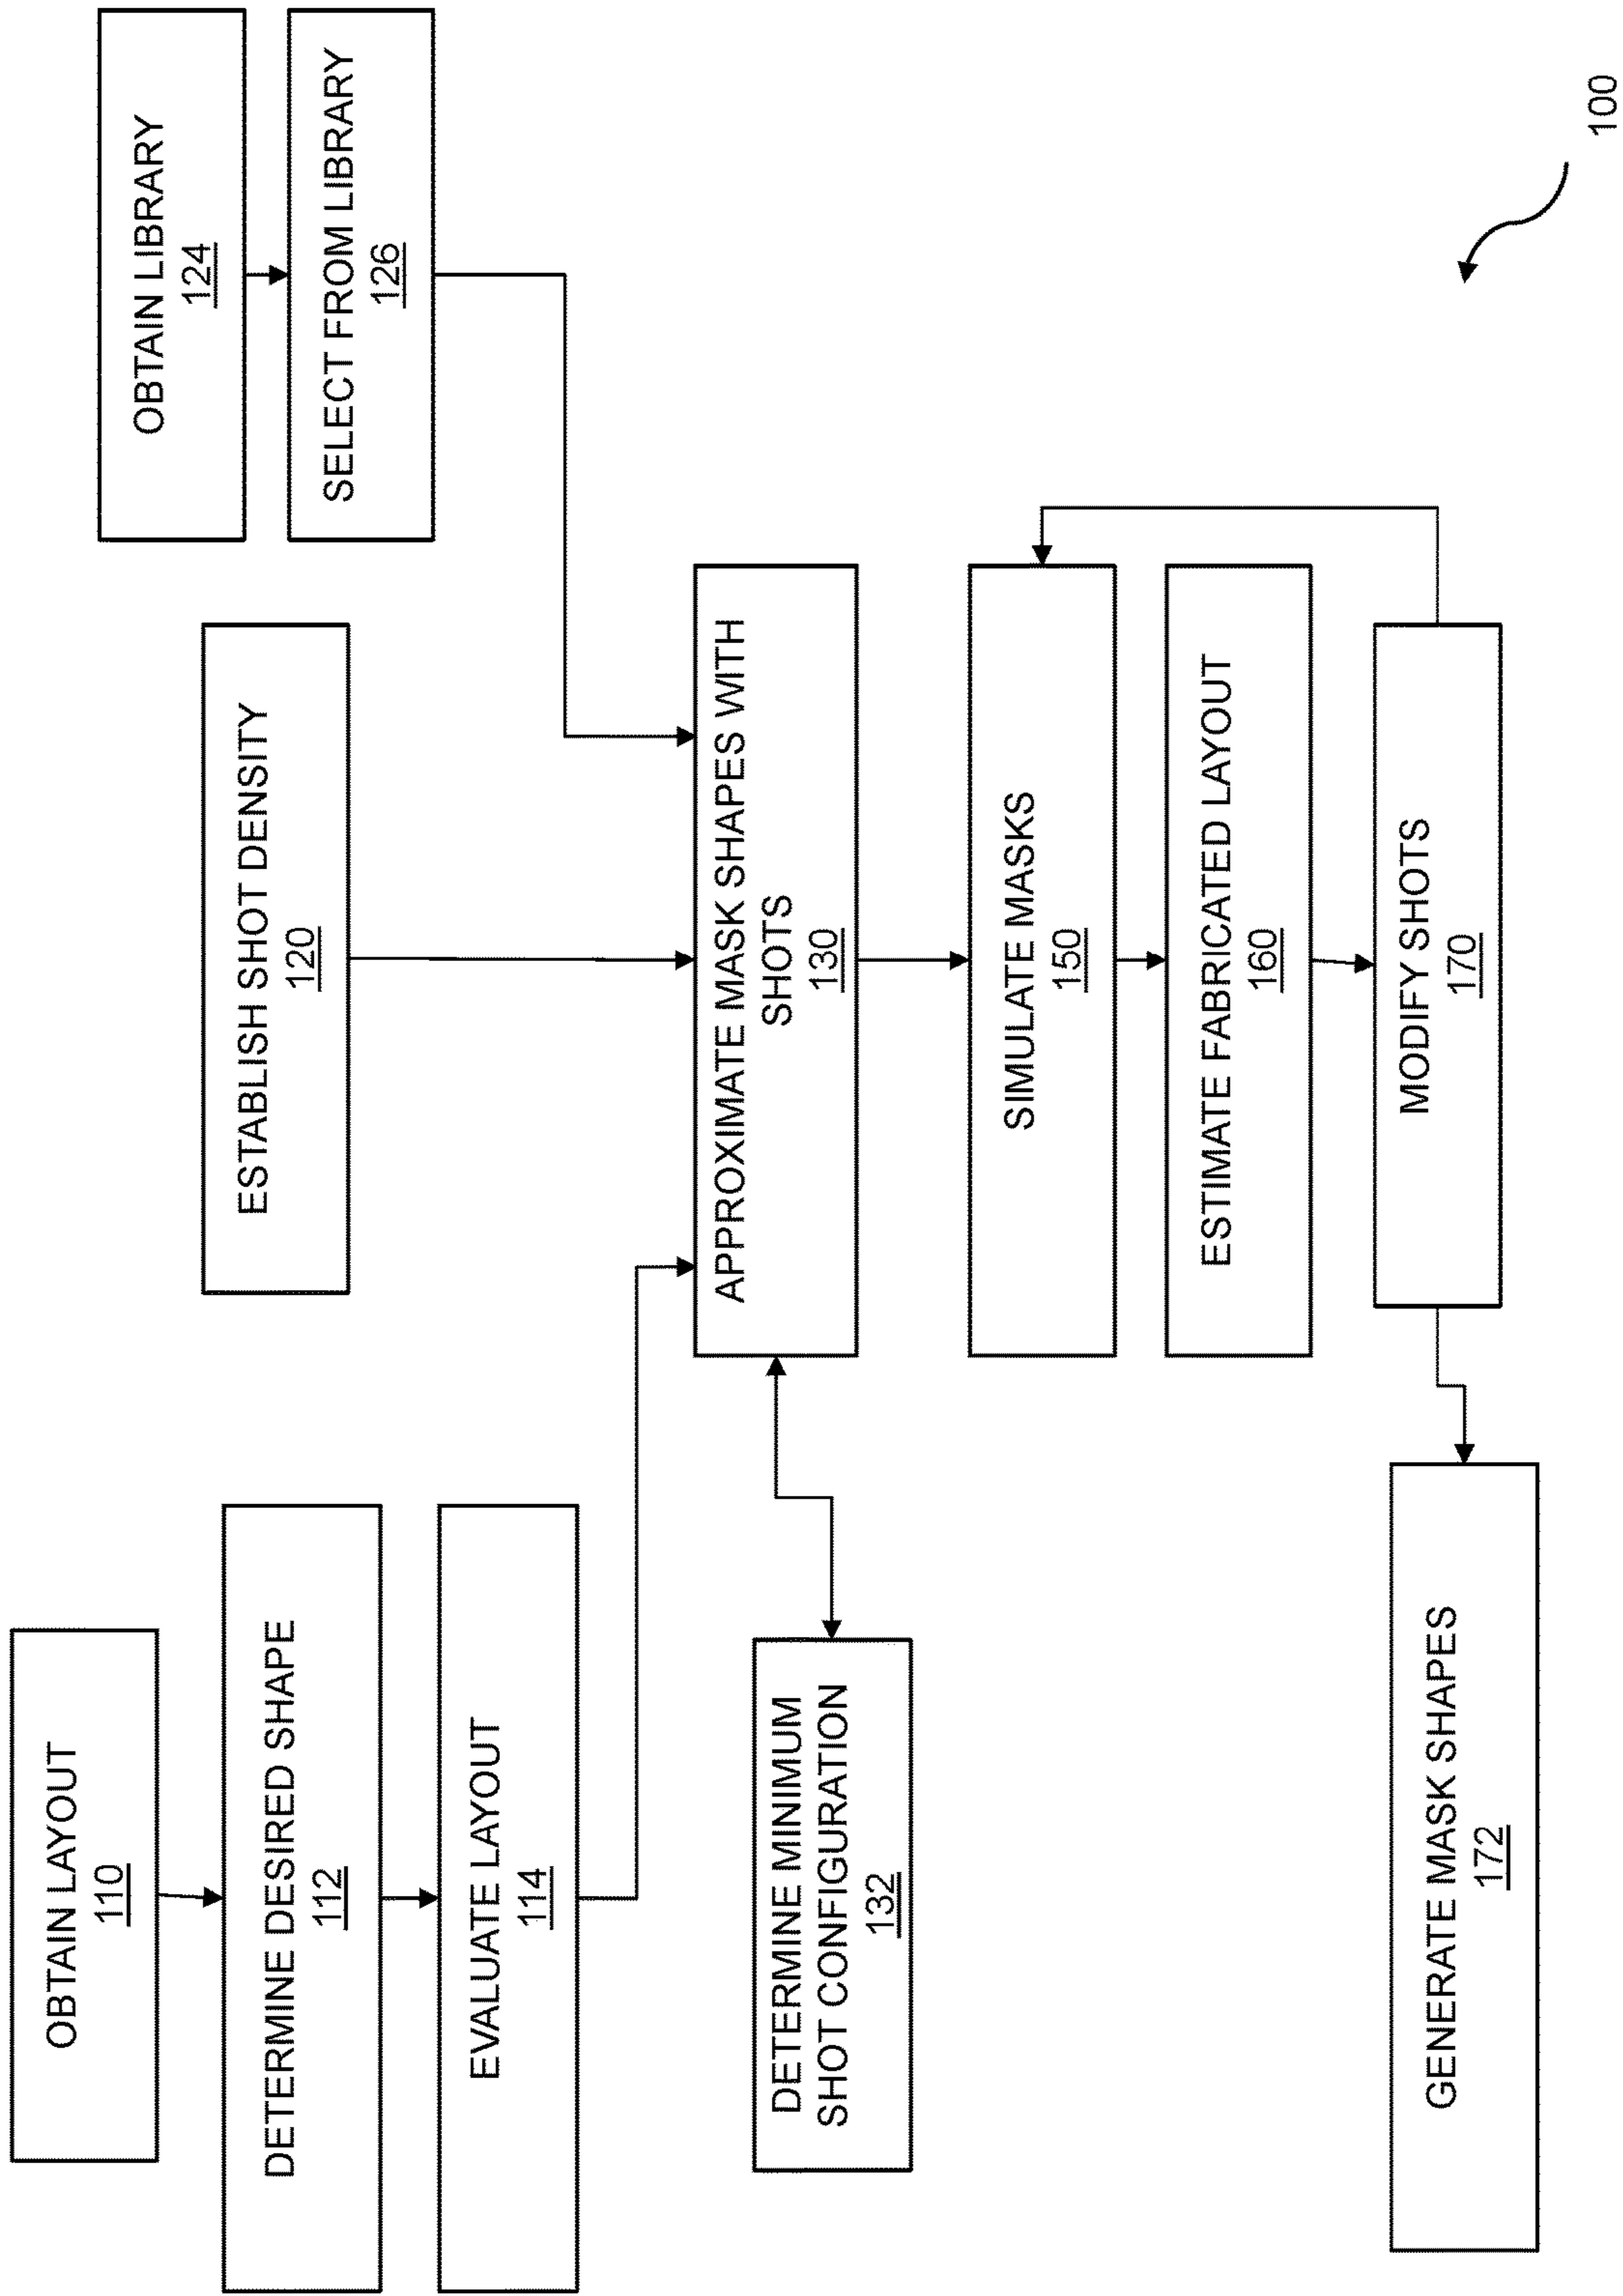 OBTAIN LAYOUT
110
DETERMINE DESIRED SHAPE
112
EVALUATE LAYOUT
114
ESTABLISH SHOT DENSITY
120
OBTAIN LIBRARY
124
SELECT FROM LIBRARY
126
APPROXIMATE MASK SHAPES WITH
SHOTS
130
DETERMINE MINIMUM
SHOT CONFIGURATION
132
SIMULATE MASKS
150
ESTIMATE FABRICATED LAYOUT
160
MODIFY SHOTS
170
GENERATE MASK SHAPES
172
100